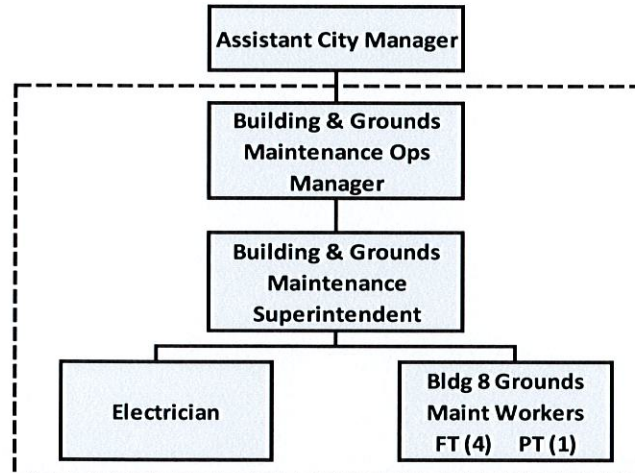 Assistant City Manager
Building & Grounds
Maintenance Ops
Manager
Building & Grounds
Maintenance
Superintendent
Electrician
Bldg 8 Grounds
Maint Workers
FT (4) PT (1)